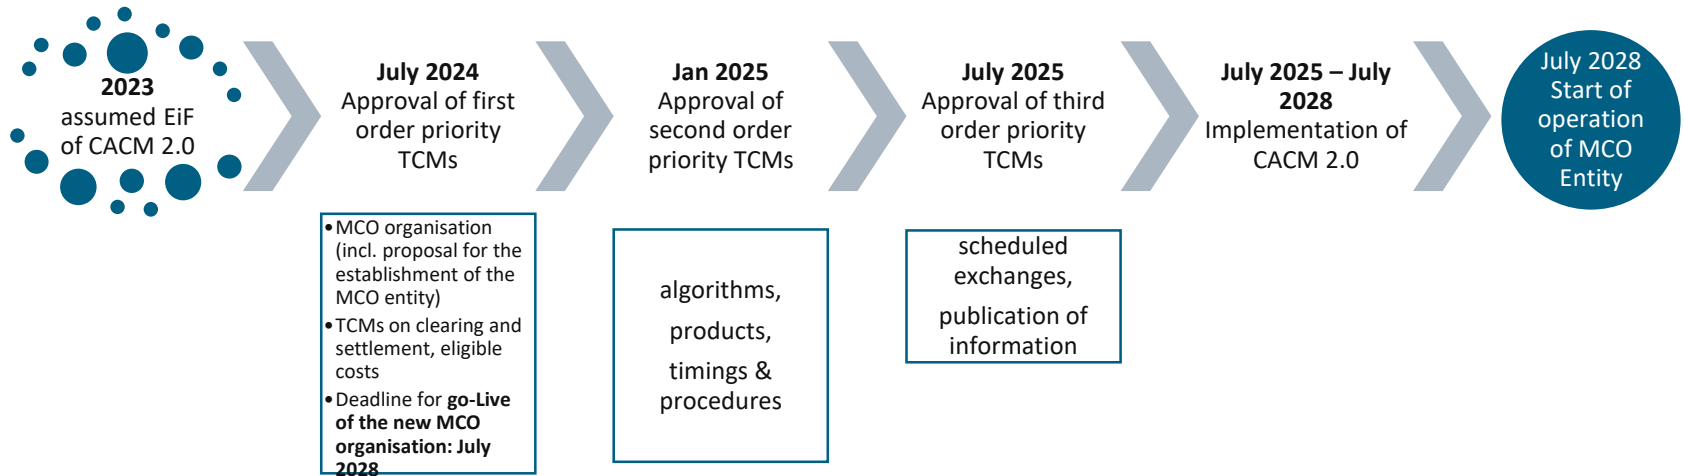 2023
assumed EiF
of CACM 2.0
July 2024
Approval of first
order priority
TCMs
Jan 2025
Approval of
second order
priority TCMs
July 2025
Approval of third
order priority
TCMs
July 2025 – July
2028
Implementation of
CACM 2.0
July 2028
Start of
operation
of MCO
Entity
•MCO organisation
(incl. proposal for the
establishment of the
MCO entity)
•TCMs on clearing and
settlement, eligible
costs
•Deadline for go-Live
of the new MCO
organisation: July
2028
algorithms,
products,
timings &
procedures
scheduled
exchanges,
publication of
information